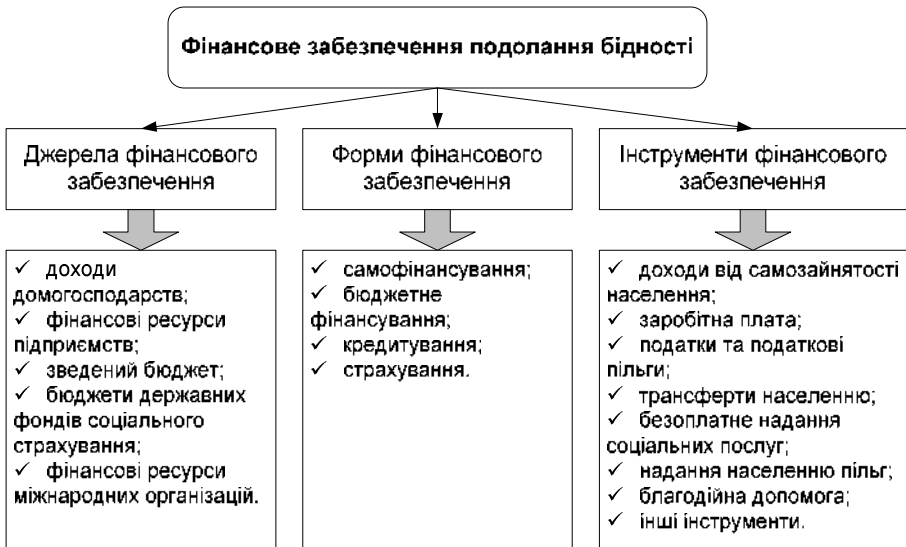 Фінансове забезпечення подолання бідності
Джерела фінансового
забезпечення
✓ доходи
домогосподарств;
✓ фінансові ресурси
підприємств;
✓ зведений бюджет;
✓ бюджети державних
фондів соціального
страхування;
✓ фінансові ресурси
міжнародних організацій.
Форми фінансового
забезпечення
✓ самофінансування;
✓ бюджетне
фінансування;
✓ кредитування;
✓ страхування.
Інструменти фінансового
забезпечення
✓ доходи від самозайнятості
населення;
✓ заробітна плата;
✓ податки та податкові
пільги;
✓ трансферти населенню;
✓ безоплатне надання
соціальних послуг;
✓ надання населенню пільг;
✓ благодійна допомога;
✓ інші інструменти.